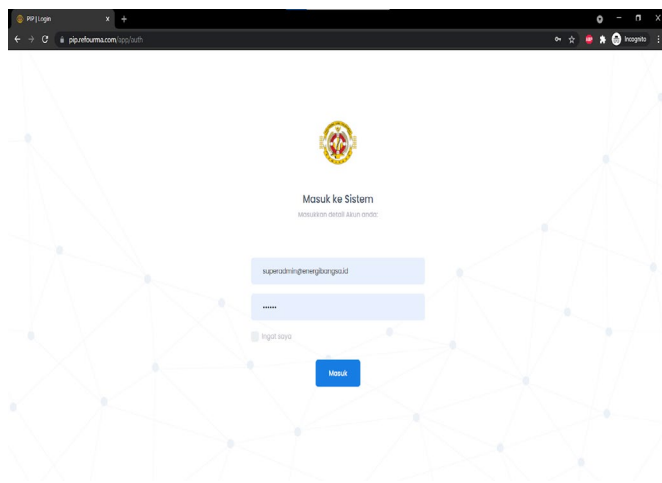 PIP | Login
pip.refourma.com/app/auth
Incognito
Masuk ke Sistem
Masukkan detail Akun anda:
superadmin@energibangsa.id
••••••
Ingat saya
Masuk